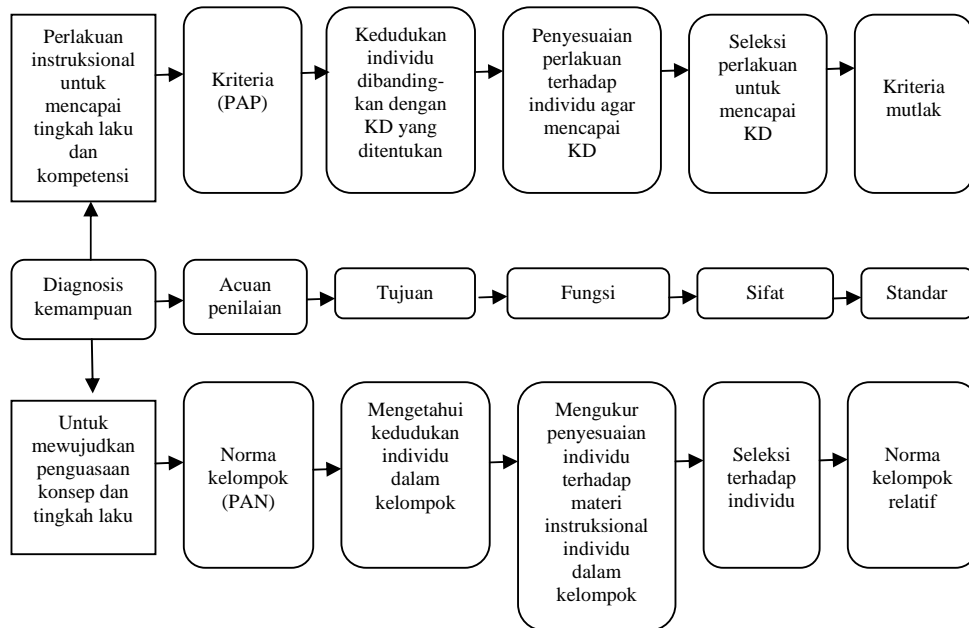 Perlakuan
instruksional
untuk
mencapai
tingkah laku
dan
kompetensi
Kriteria
(PAP)
Kedudukan
individu
dibanding-
kan dengan
KD yang
ditentukan
Penyesuaian
perlakuan
terhadap
individu agar
mencapai
KD
Seleksi
perlakuan
untuk
mencapai
KD
Kriteria
mutlak
Diagnosis
kemampuan
Acuan
penilaian
Tujuan
Fungsi
Sifat
Standar
Untuk
mewujudkan
penguasaan
konsep dan
tingkah laku
Norma
kelompok
(PAN)
Mengetahui
kedudukan
individu
dalam
kelompok
Mengukur
penyesuaian
individu
terhadap
materi
instruksional
individu
dalam
kelompok
Seleksi
terhadap
individu
Norma
kelompok
relatif